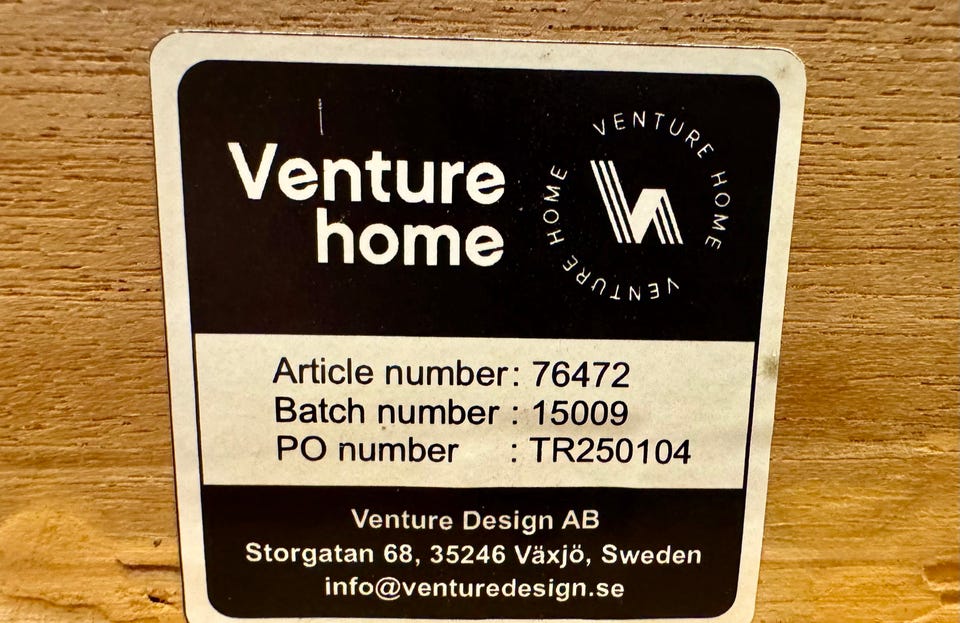 Venture
home
VENTURE HOME VENTURE HOME
Article number: 76472
Batch number : 15009
PO number : TR250104
Venture Design AB
Storgatan 68, 35246 Växjö, Sweden
info@venturedesign.se